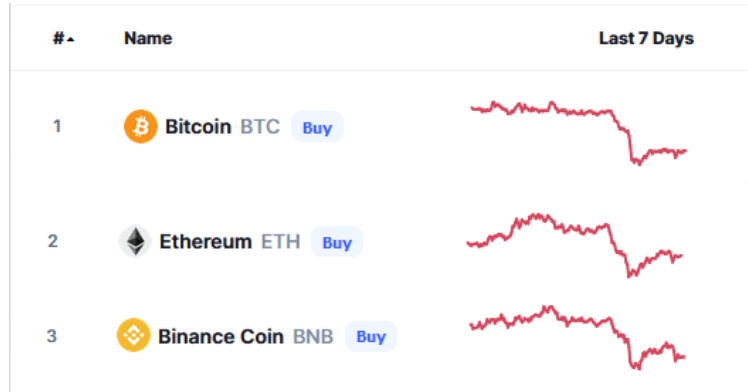 # Name Last 7 Days
1 Bitcoin BTC Buy
2 Ethereum ETH Buy
3 Binance Coin BNB Buy